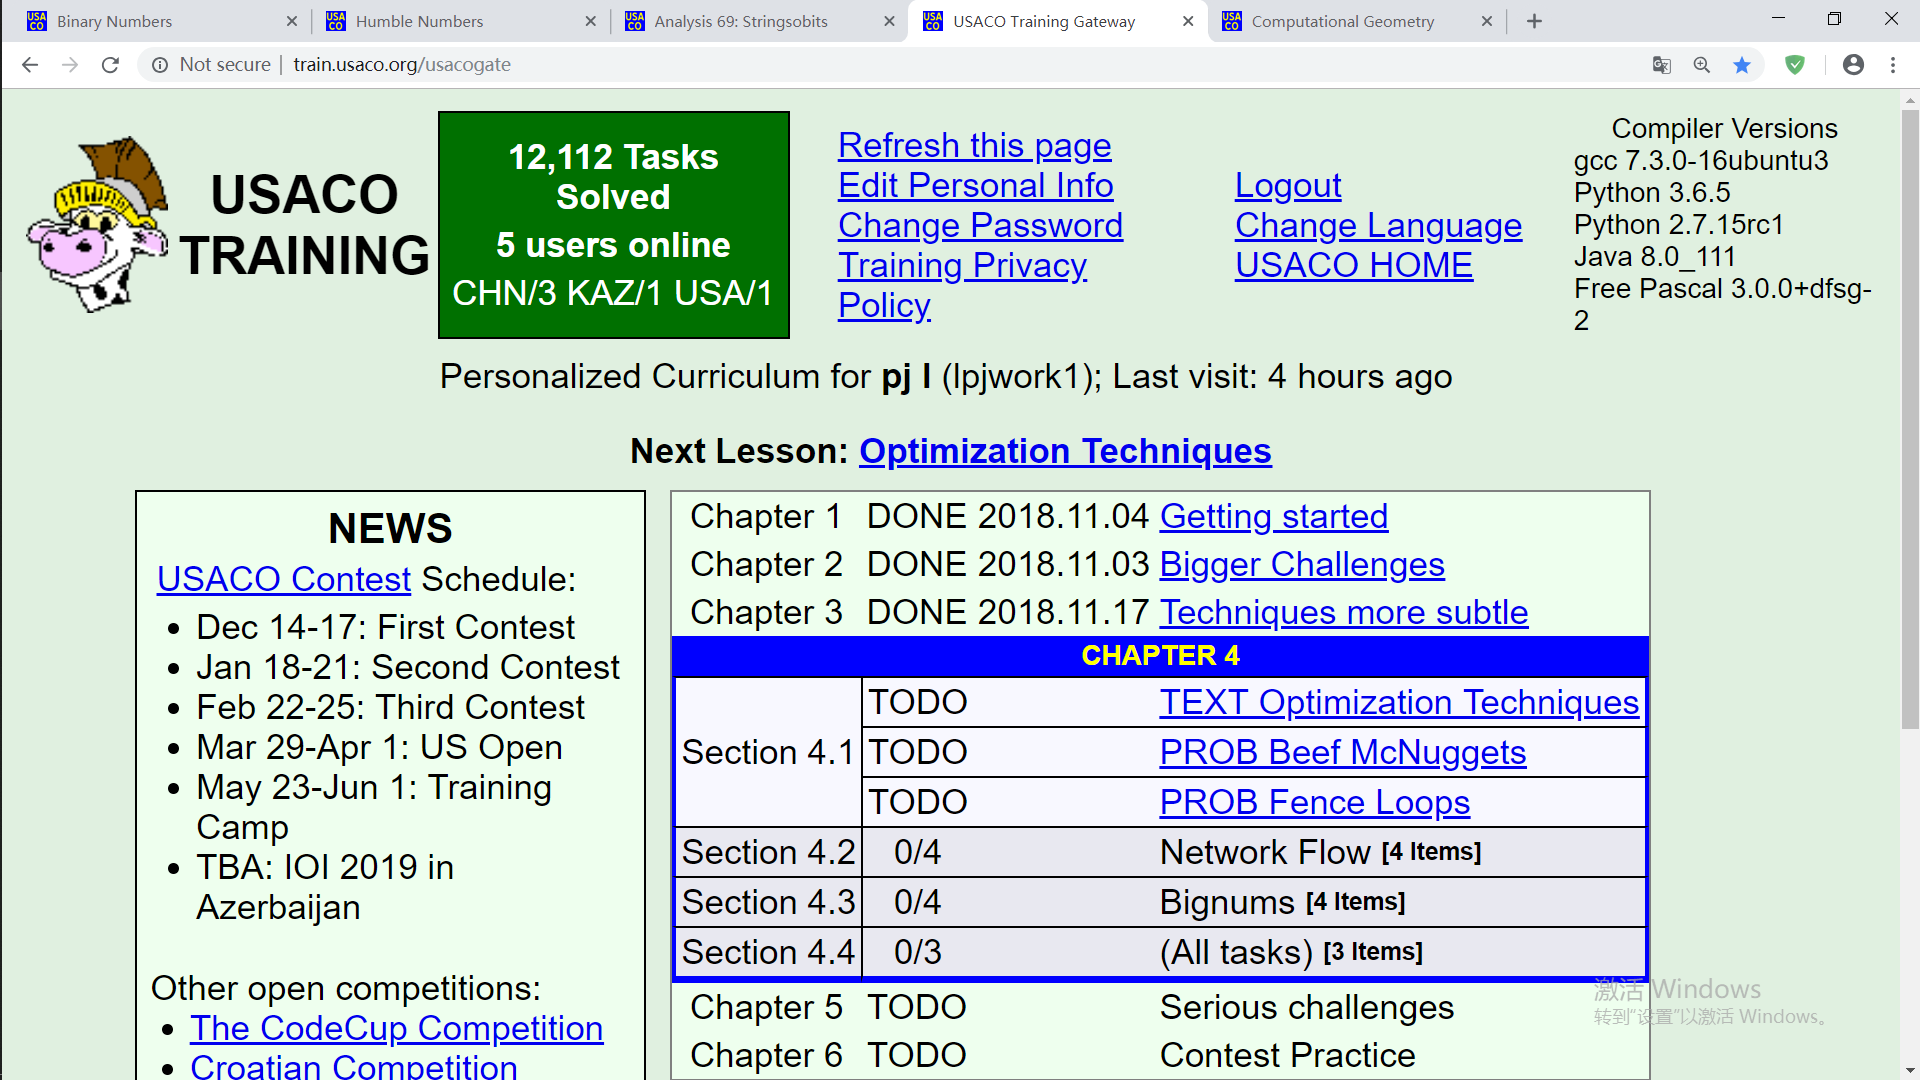 Binary Numbers
Humble Numbers
Analysis 69: Stringsobits
USACO Training Gateway
Computational Geometry
Not secure | train.usaco.org/usacogate
USACO
TRAINING
12,112 Tasks
Solved
5 users online
CHN/3 KAZ/1 USA/1
Refresh this page
Edit Personal Info
Change Password
Training Privacy
Policy
Logout
Change Language
USACO HOME
Compiler Versions
gcc 7.3.0-16ubuntu3
Python 3.6.5
Python 2.7.15rc1
Java 8.0_111
Free Pascal 3.0.0+dfsg-
2
Personalized Curriculum for pj l (lpjwork1); Last visit: 4 hours ago
Next Lesson: Optimization Techniques
NEWS
USACO Contest Schedule:
• Dec 14-17: First Contest
• Jan 18-21: Second Contest
• Feb 22-25: Third Contest
• Mar 29-Apr 1: US Open
• May 23-Jun 1: Training
Camp
• TBA: IOI 2019 in
Azerbaijan
Other open competitions:
• The CodeCup Competition
• Croatian Competition
Chapter 1 DONE 2018.11.04 Getting started
Chapter 2 DONE 2018.11.03 Bigger Challenges
Chapter 3 DONE 2018.11.17 Techniques more subtle
CHAPTER 4
Section 4.1
TODO TEXT Optimization Techniques
TODO PROB Beef McNuggets
TODO PROB Fence Loops
Section 4.2 0/4 Network Flow [4 Items]
Section 4.3 0/4 Bignums [4 Items]
Section 4.4 0/3 (All tasks) [3 Items]
Chapter 5 TODO Serious challenges
Chapter 6 TODO Contest Practice
激活 Windows
转到“设置”以激活 Windows。